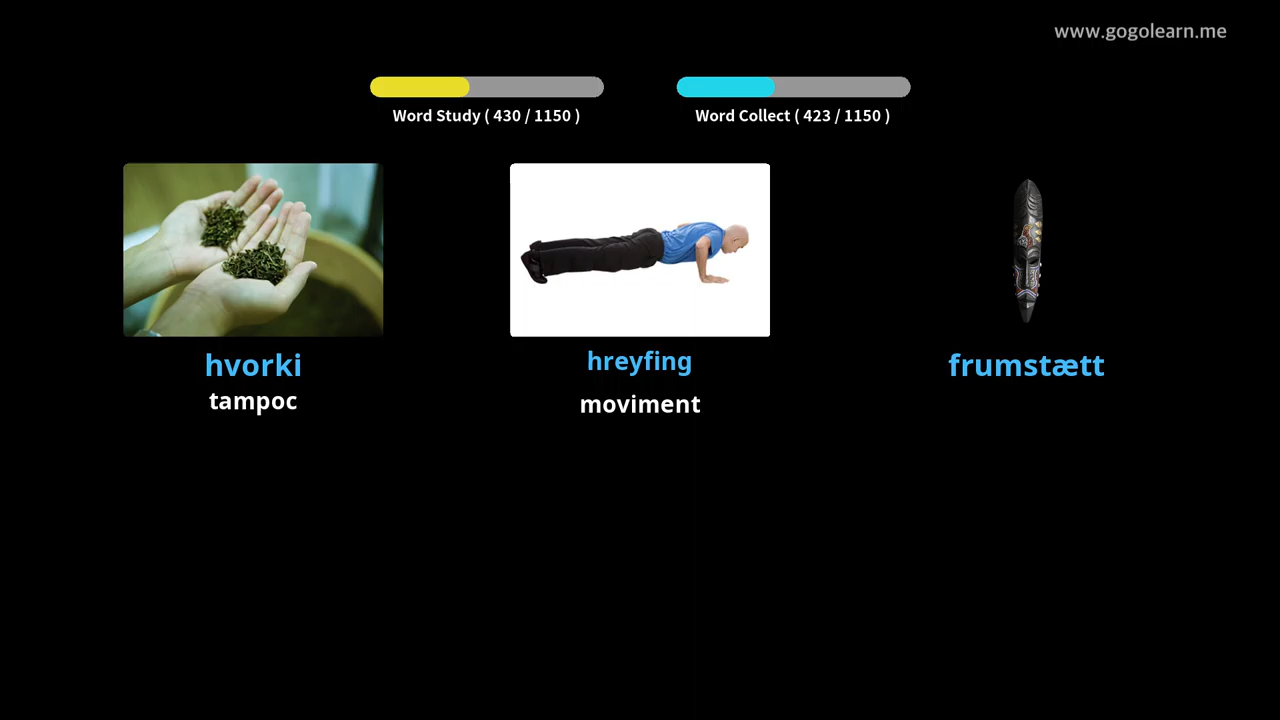 www.gogolearn.me
Word Study ( 430 / 1150 )
Word Collect ( 423 / 1150 )
hvorki
tampoc
hreyfing
moviment
frumstætt